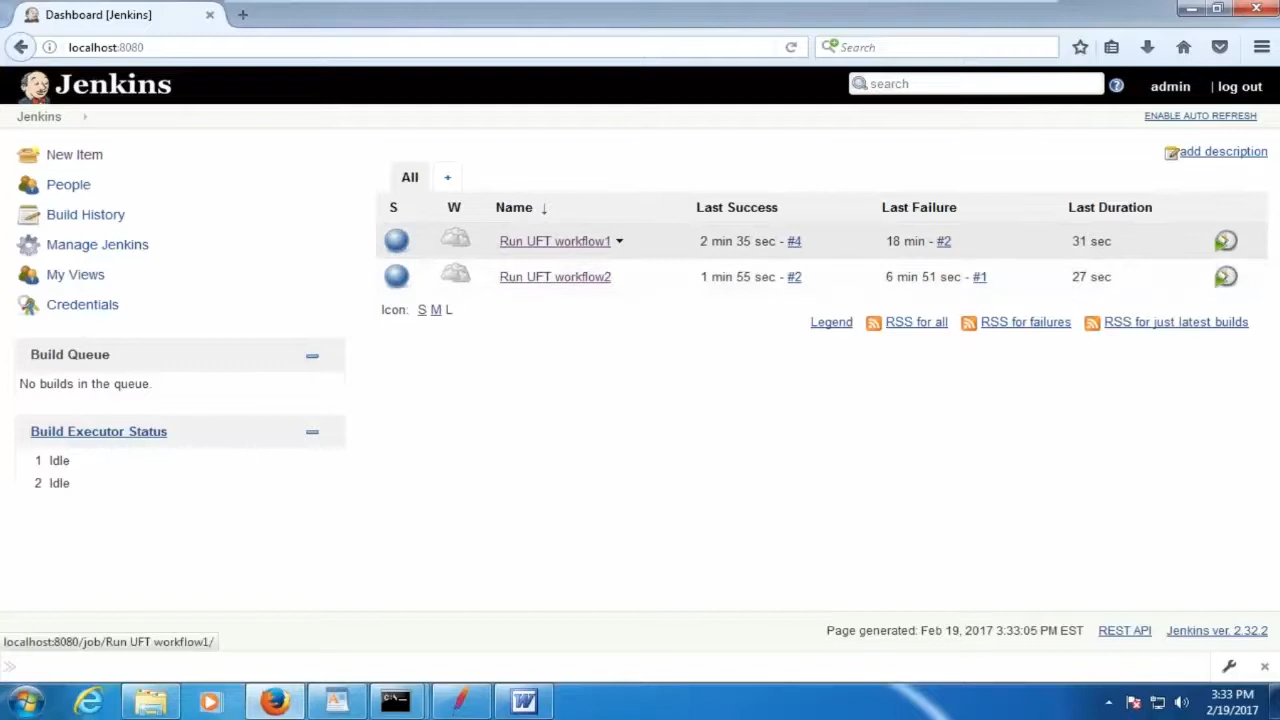 Dashboard [Jenkins]
localhost:8080
Search
Jenkins
search
admin
| log out
Jenkins
ENABLE AUTO REFRESH
New Item
People
Build History
Manage Jenkins
My Views
Credentials
add description
All
+
S W Name ↓ Last Success Last Failure Last Duration
Run UFT workflow1 2 min 35 sec - #4 18 min - #2 31 sec
Run UFT workflow2 1 min 55 sec - #2 6 min 51 sec - #1 27 sec
Icon: S M L
Legend RSS for all RSS for failures RSS for just latest builds
Build Queue
No builds in the queue.
Build Executor Status
1 Idle
2 Idle
Page generated: Feb 19, 2017 3:33:05 PM EST REST API Jenkins ver. 2.32.2
localhost:8080/job/Run UFT workflow1/
3:33 PM
2/19/2017